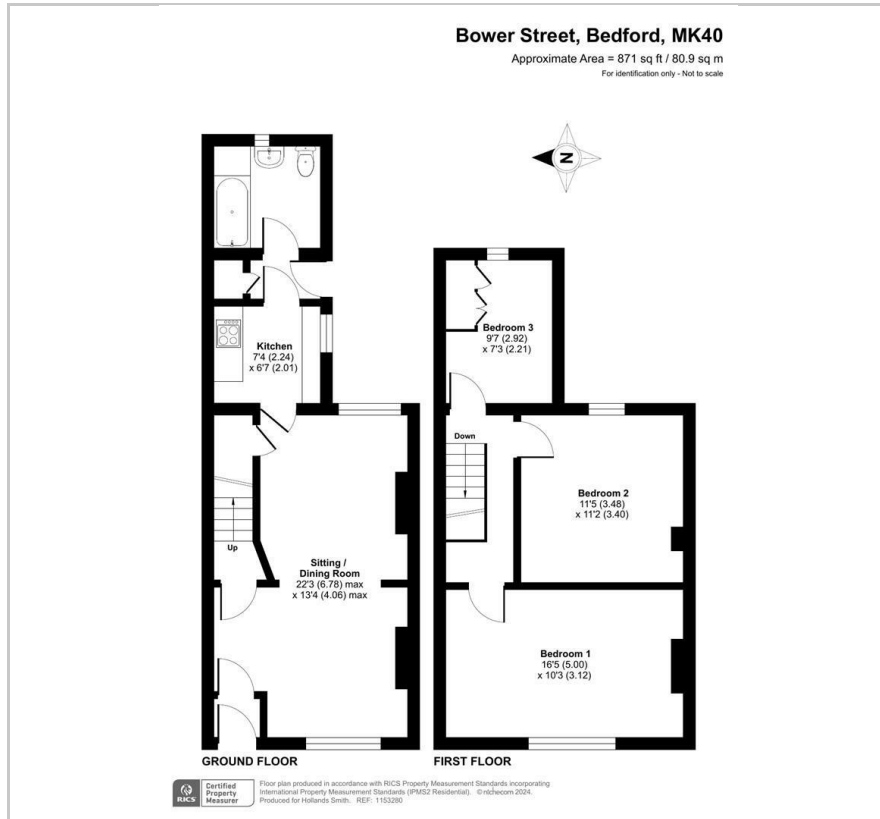 Bower Street, Bedford, MK40
Approximate Area = 871 sq ft / 80.9 sq m
For identification only - Not to scale
N
Kitchen
7'4 (2.24)
x 6'7 (2.01)
Up
Sitting /
Dining Room
22'3 (6.78) max
x 13'4 (4.06) max
GROUND FLOOR
Bedroom 3
9'7 (2.92)
x 7'3 (2.21)
Down
Bedroom 2
11'5 (3.48)
x 11'2 (3.40)
Bedroom 1
16'5 (5.00)
x 10'3 (3.12)
FIRST FLOOR
RICS
Certified
Property
Measurer
Floor plan produced in accordance with RICS Property Measurement Standards incorporating
International Property Measurement Standards (IPMS2 Residential). © ntchecom 2024.
Produced for Hollands Smith. REF: 1153280